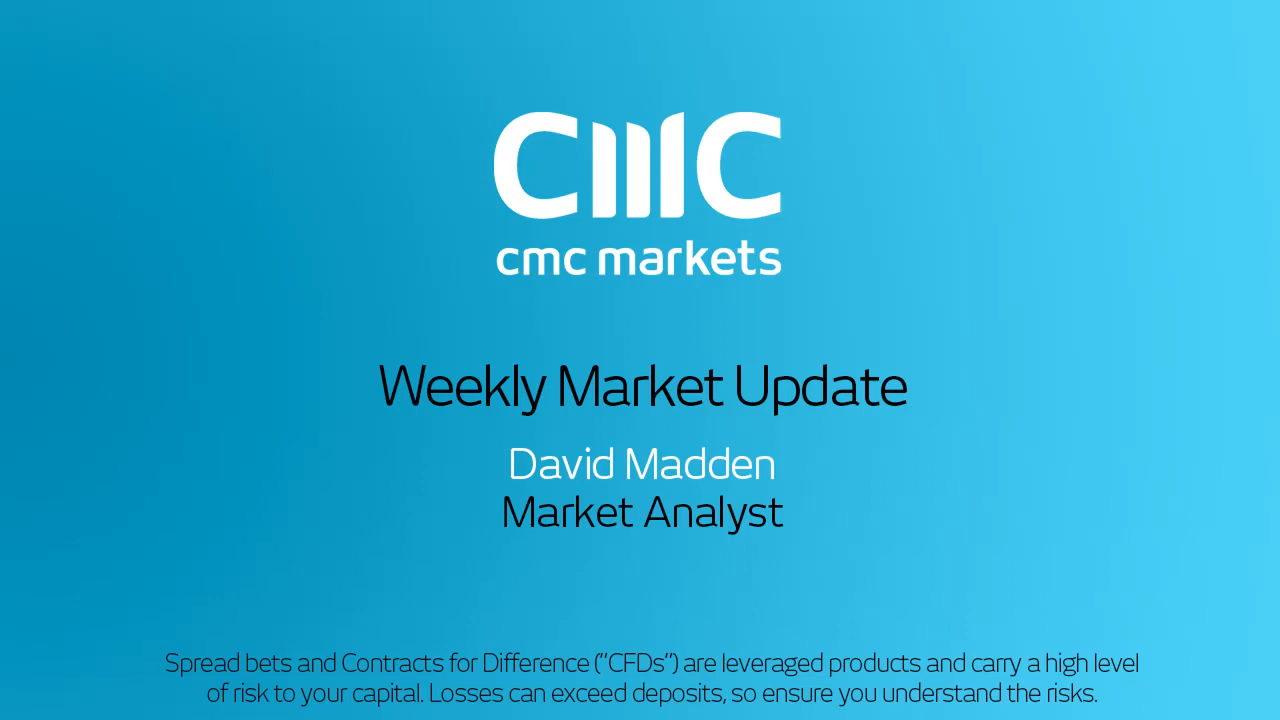 CMC
cmc markets
Weekly Market Update
David Madden
Market Analyst
Spread bets and Contracts for Difference (“CFDs”) are leveraged products and carry a high level
of risk to your capital. Losses can exceed deposits, so ensure you understand the risks.